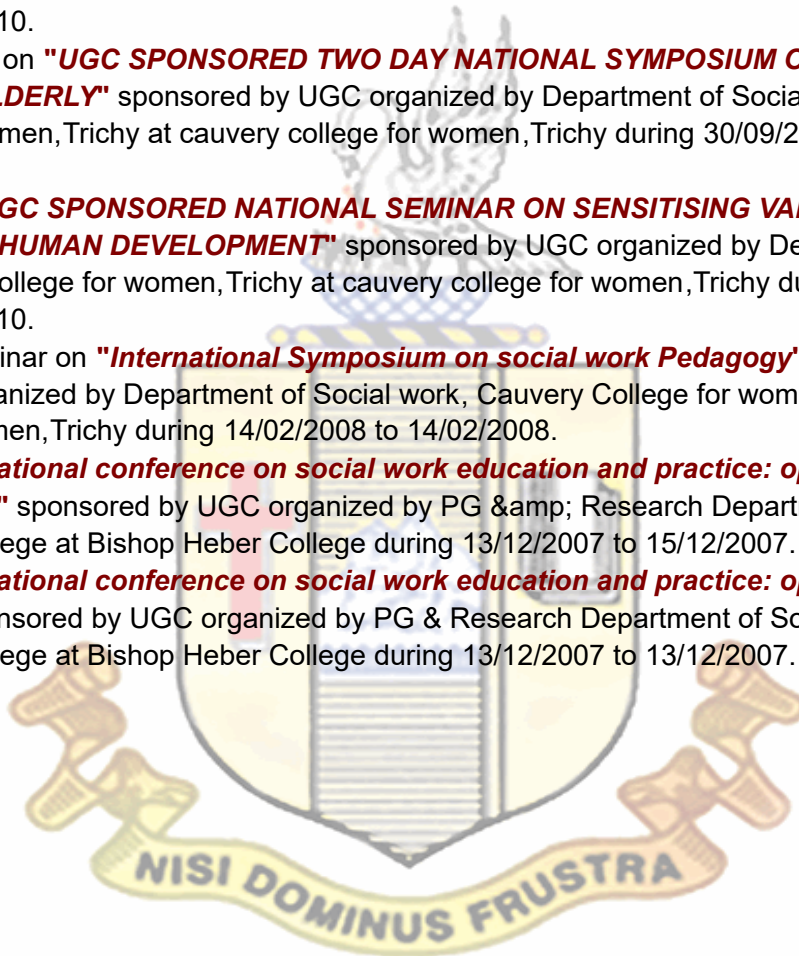 10.
on "UGC SPONSORED TWO DAY NATIONAL SYMPOSIUM O
LDERLY" sponsored by UGC organized by Department of Social
men,Trichy at cauvery college for women,Trichy during 30/09/2
GC SPONSORED NATIONAL SEMINAR ON SENSITISING VA
HUMAN DEVELOPMENT" sponsored by UGC organized by De
ollege for women,Trichy at cauvery college for women,Trichy du
10.
inar on "International Symposium on social work Pedagogy"
anized by Department of Social work, Cauvery College for wom
men,Trichy during 14/02/2008 to 14/02/2008.
ational conference on social work education and practice: op
" sponsored by UGC organized by PG &amp; Research Depart
lege at Bishop Heber College during 13/12/2007 to 15/12/2007.
ational conference on social work education and practice: op
nsored by UGC organized by PG & Research Department of So
lege at Bishop Heber College during 13/12/2007 to 13/12/2007.
NISI DOMINUS FRUSTRA